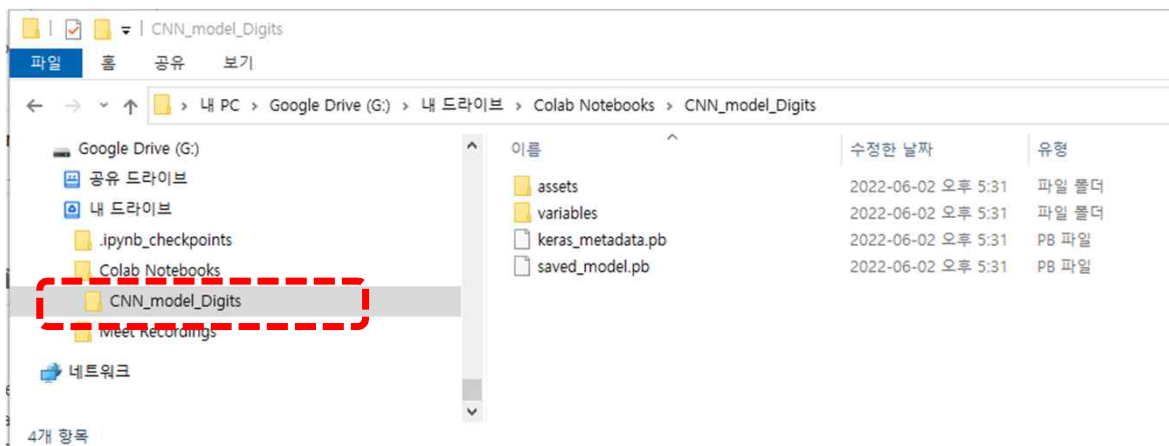 CNN_model_Digits
파일 홈 공유 보기
내 PC > Google Drive (G:) > 내 드라이브 > Colab Notebooks > CNN_model_Digits
Google Drive (G:)
공유 드라이브
내 드라이브
.ipynb_checkpoints
Colab Notebooks
CNN_model_Digits
Meet Recordings
네트워크
이름 수정한 날짜 유형
assets 2022-06-02 오후 5:31 파일 폴더
variables 2022-06-02 오후 5:31 파일 폴더
keras_metadata.pb 2022-06-02 오후 5:31 PB 파일
saved_model.pb 2022-06-02 오후 5:31 PB 파일
4개 항목